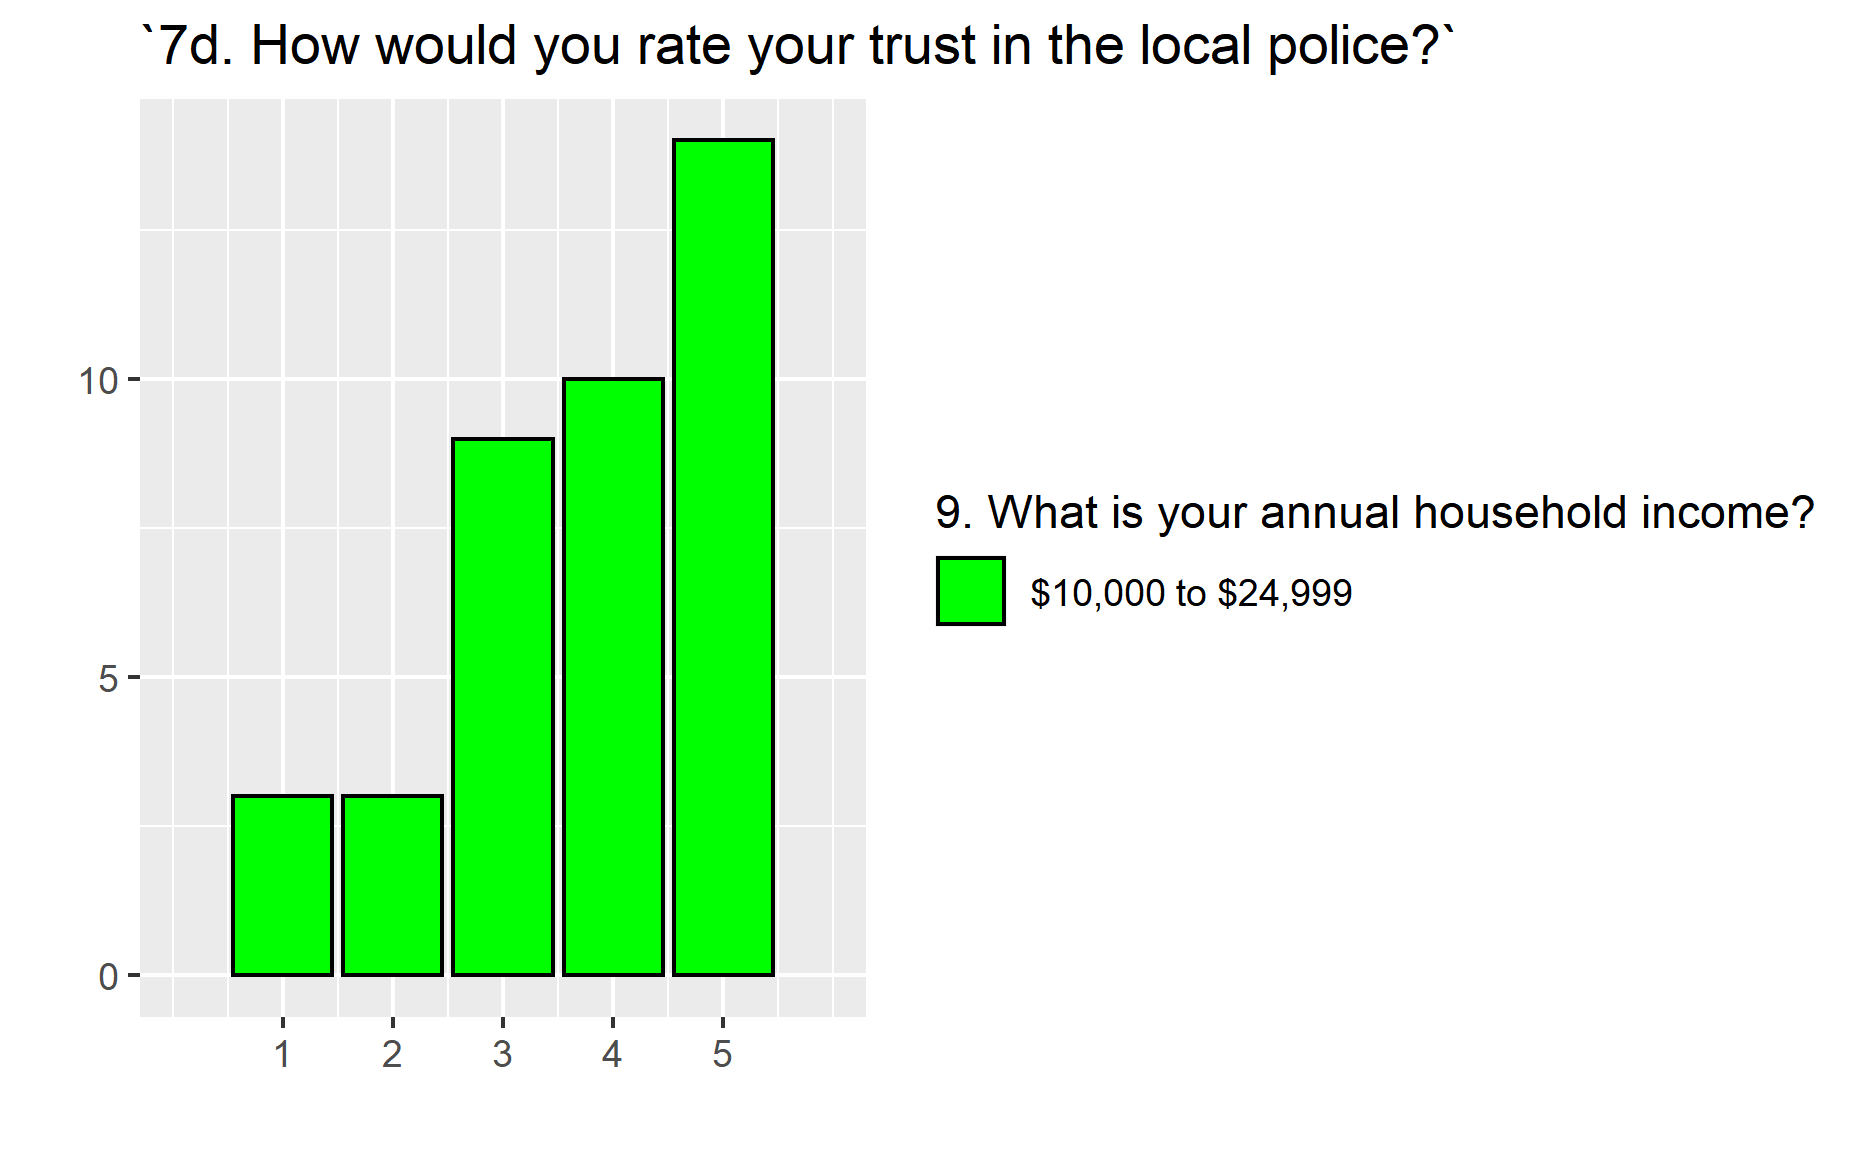 `7d. How would you rate your trust in the local police?`
10
5
0
1 2 3 4 5
9. What is your annual household income?
$10,000 to $24,999